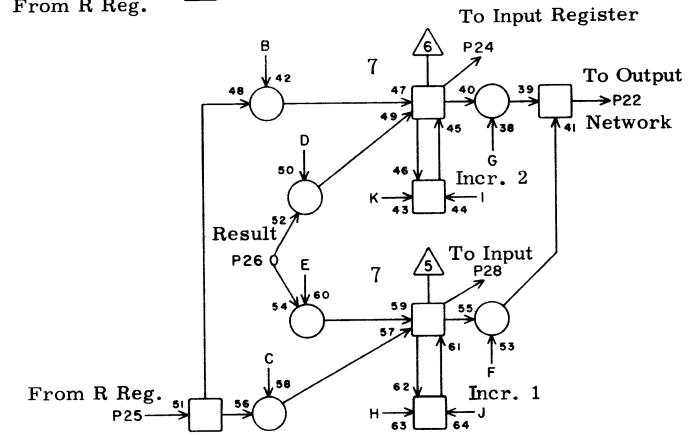 From R Reg.
To Input Register
6
P24
B
7
48
42
47
40
39
To Output
P22
49
45
38
41
Network
D
G
50
46
Incr. 2
K
I
43
44
52
Result
P26
To Input
5
P28
E
7
54
60
59
55
57
53
61
C
F
58
62
From R Reg.
Incr. 1
51
56
P25
H
J
63
64